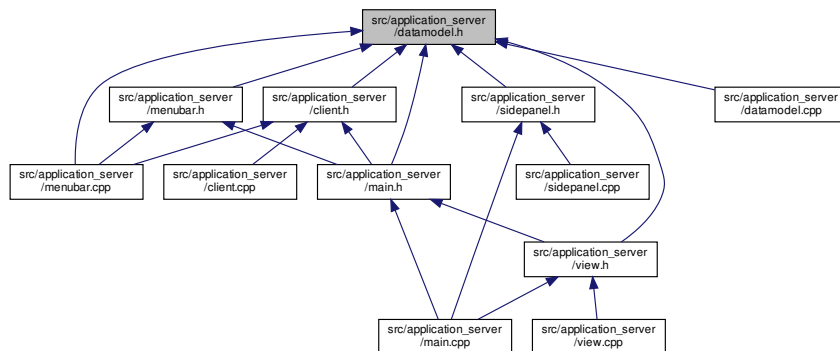 src/application_server
/datamodel.h
src/application_server
/menubar.h
src/application_server
/client.h
src/application_server
/sidepanel.h
src/application_server
/datamodel.cpp
src/application_server
/menubar.cpp
src/application_server
/client.cpp
src/application_server
/main.h
src/application_server
/sidepanel.cpp
src/application_server
/view.h
src/application_server
/main.cpp
src/application_server
/view.cpp